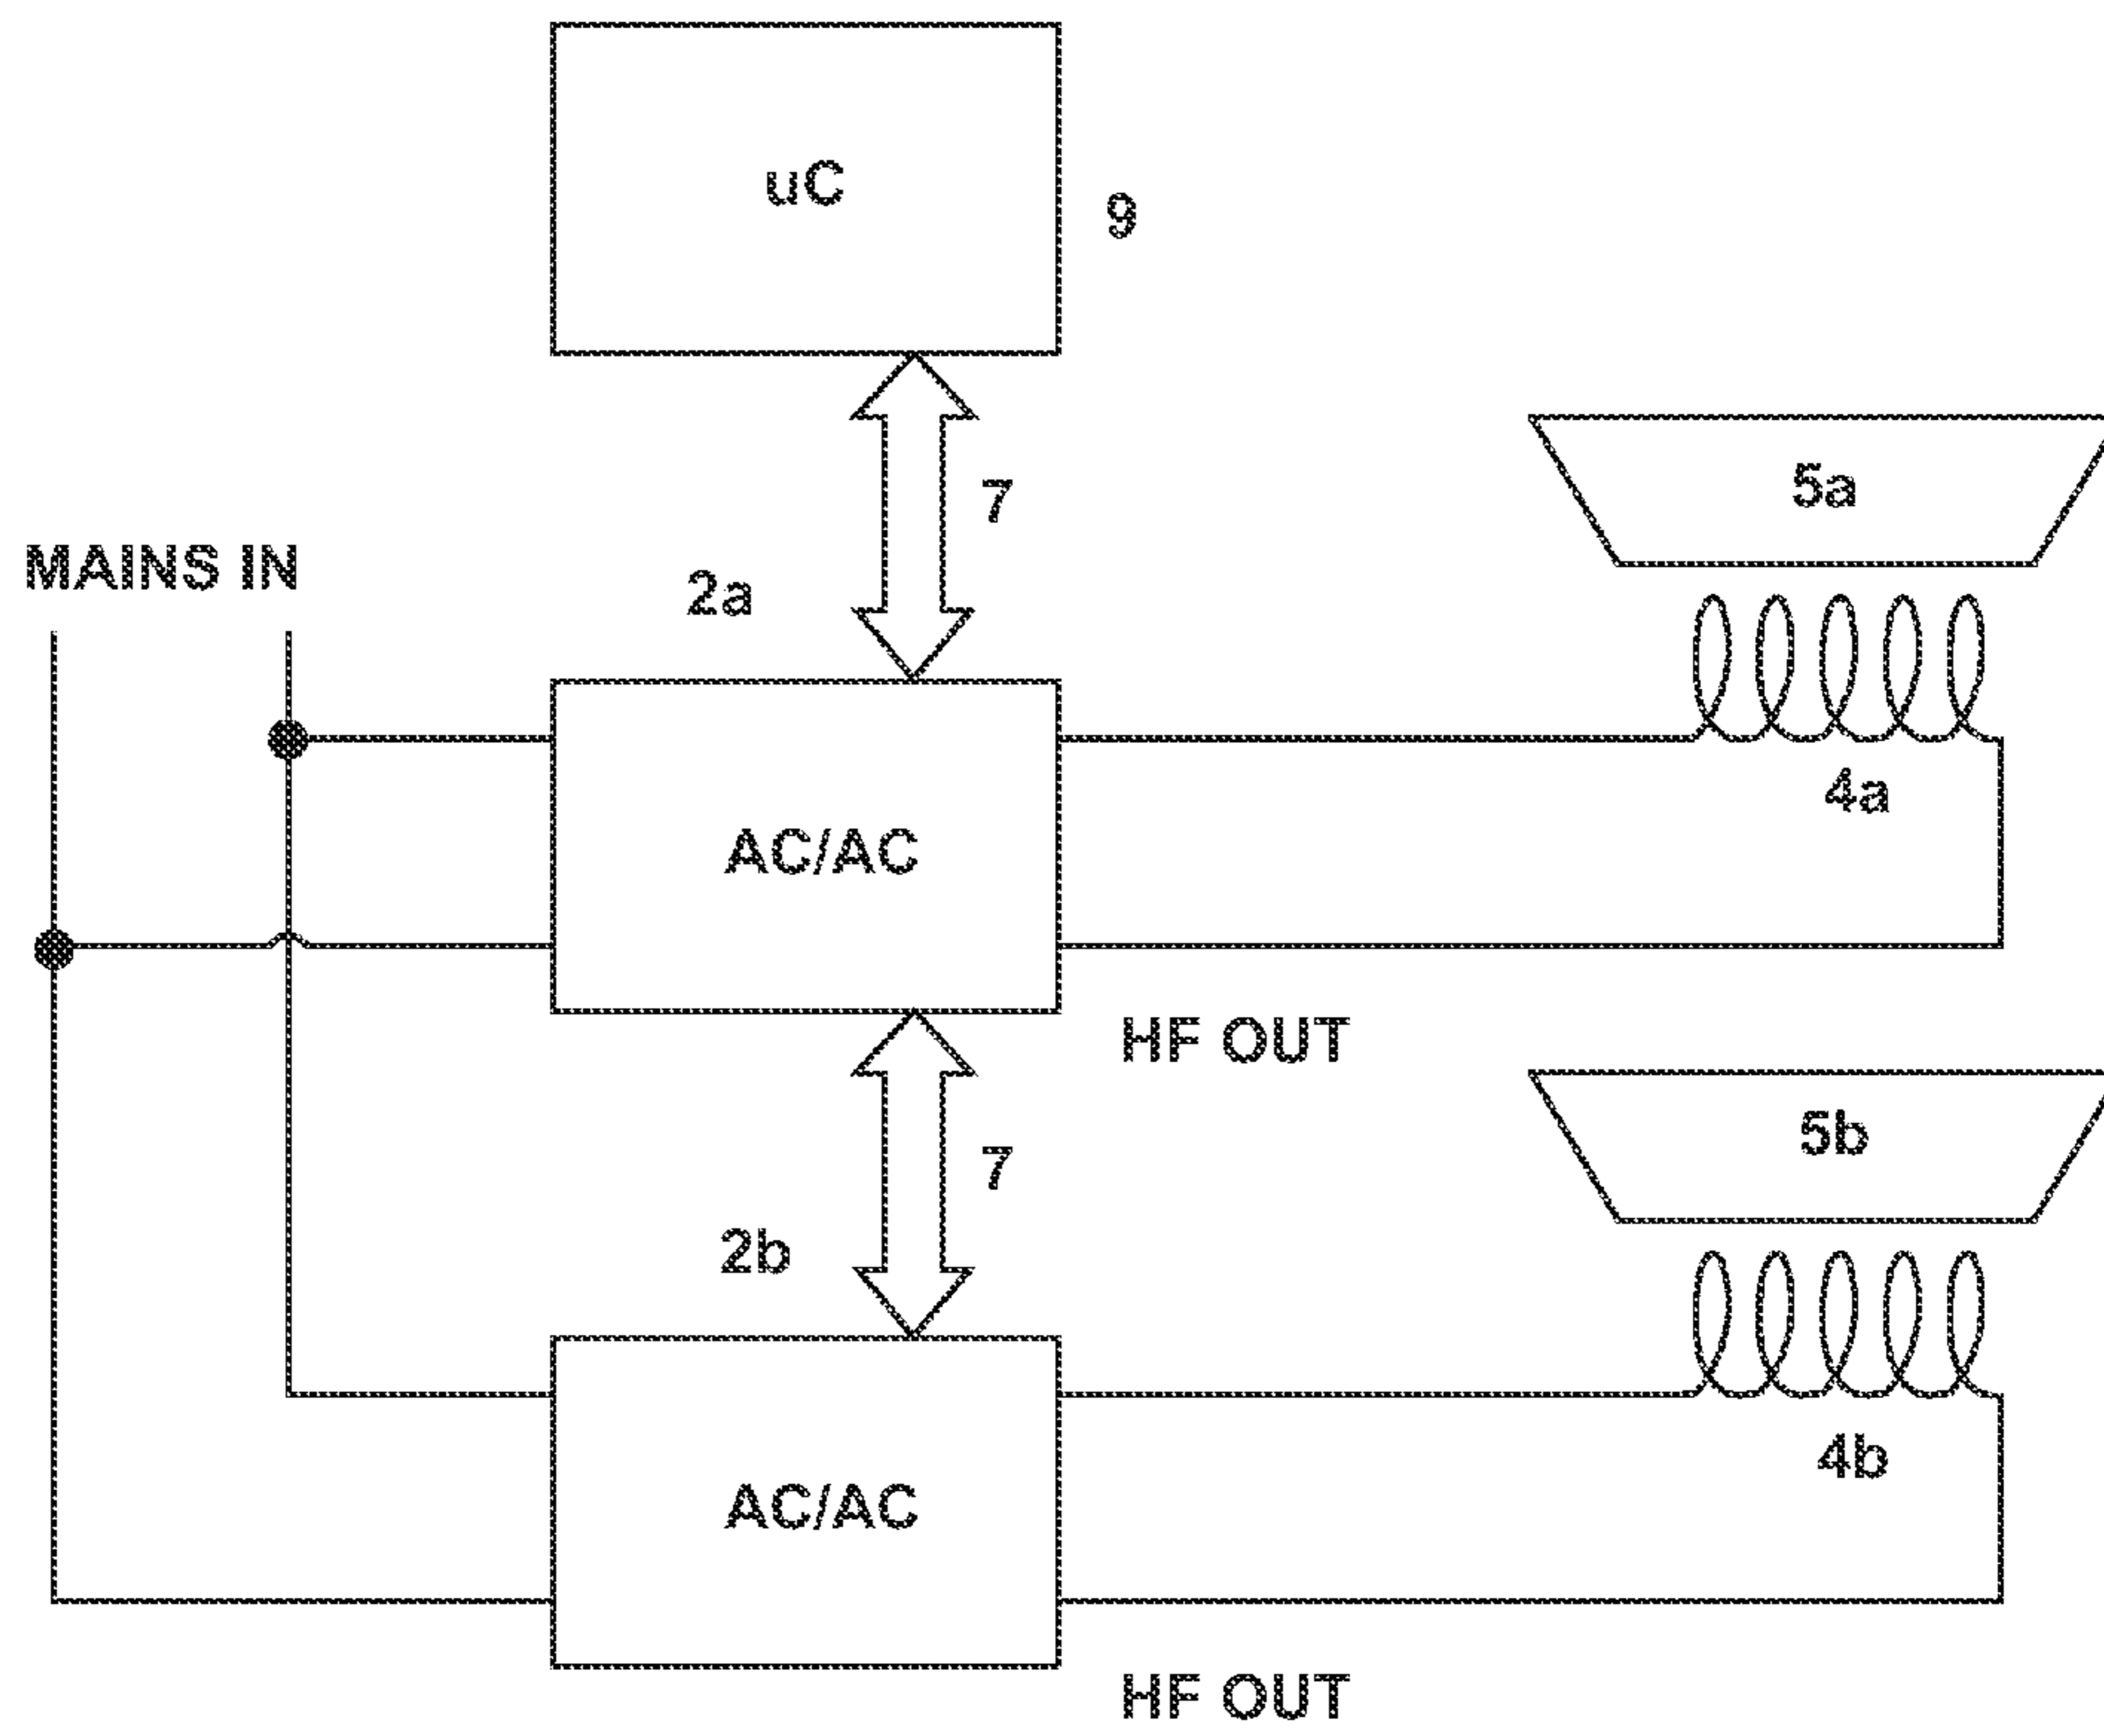 uC
9
7
5a
MAINS IN
2a
4a
AC/AC
HF OUT
5b
7
2b
4b
AC/AC
HF OUT